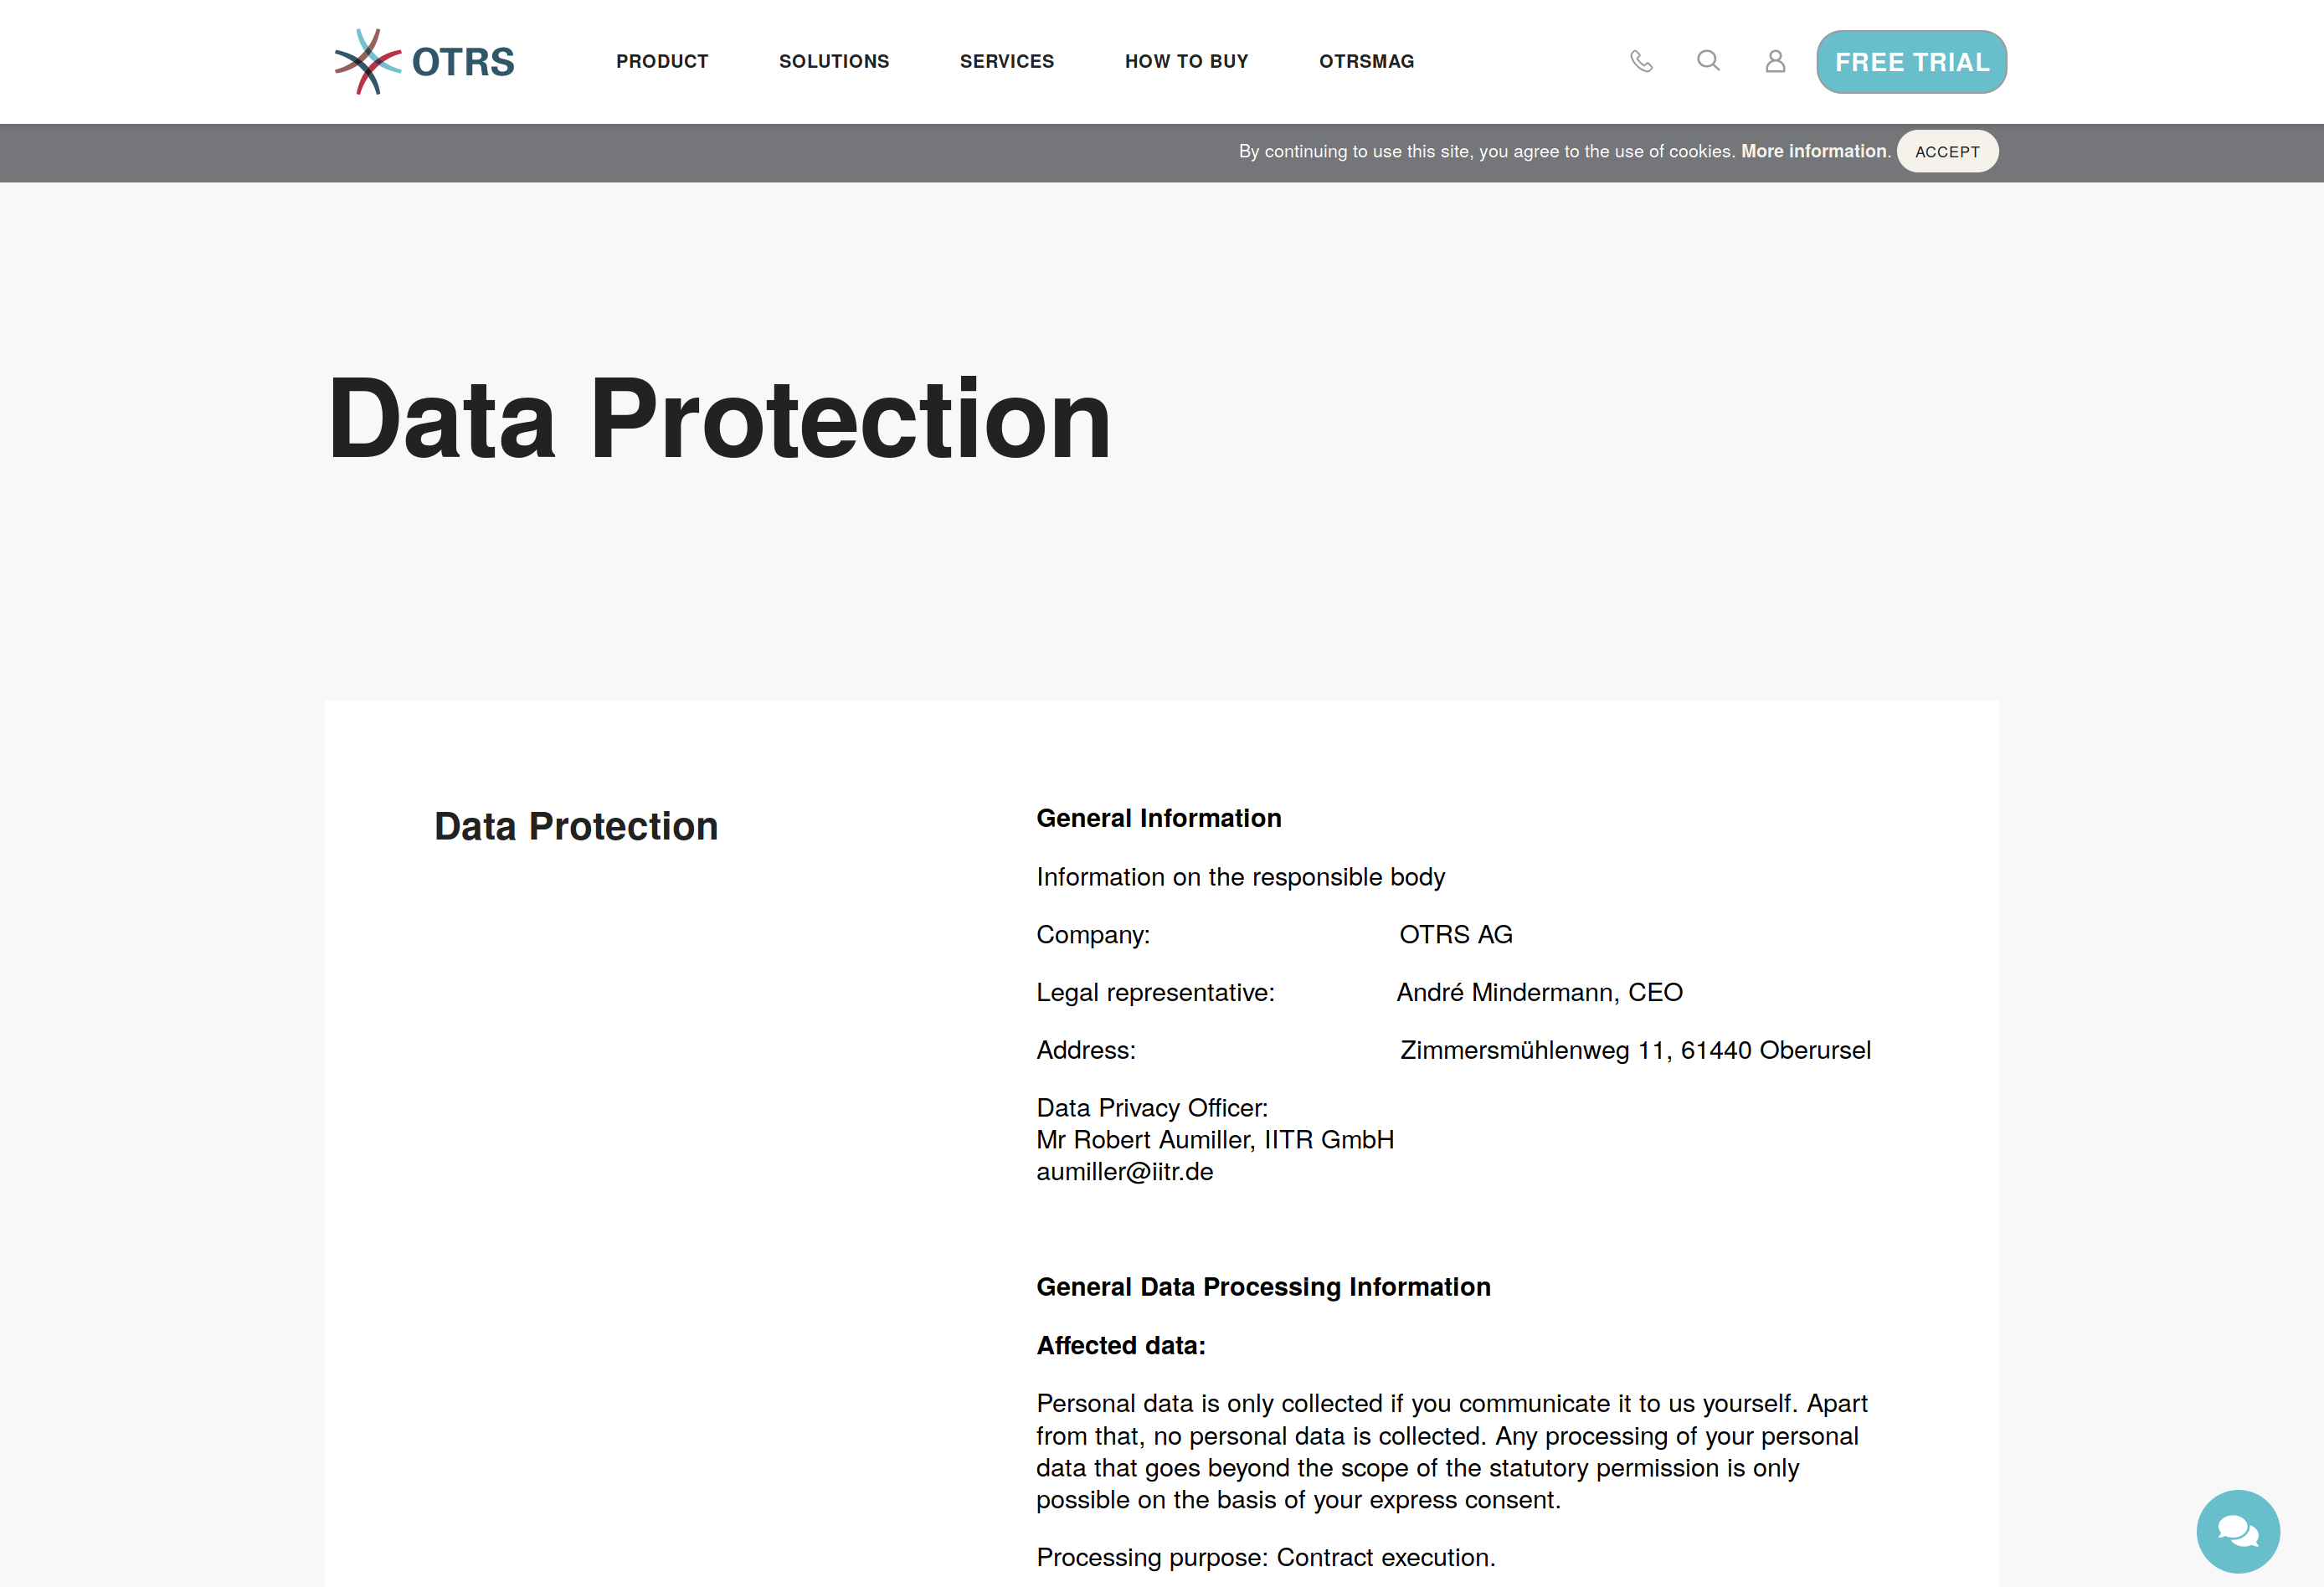 OTRS
PRODUCT
SOLUTIONS
SERVICES
HOW TO BUY
OTRSMAG
FREE TRIAL
By continuing to use this site, you agree to the use of cookies. More information.
ACCEPT
Data Protection
Data Protection
General Information
Information on the responsible body
Company: OTRS AG
Legal representative: André Mindermann, CEO
Address: Zimmersmühlenweg 11, 61440 Oberursel
Data Privacy Officer:
Mr Robert Aumiller, IITR GmbH
aumiller@iitr.de
General Data Processing Information
Affected data:
Personal data is only collected if you communicate it to us yourself. Apart
from that, no personal data is collected. Any processing of your personal
data that goes beyond the scope of the statutory permission is only
possible on the basis of your express consent.
Processing purpose: Contract execution.